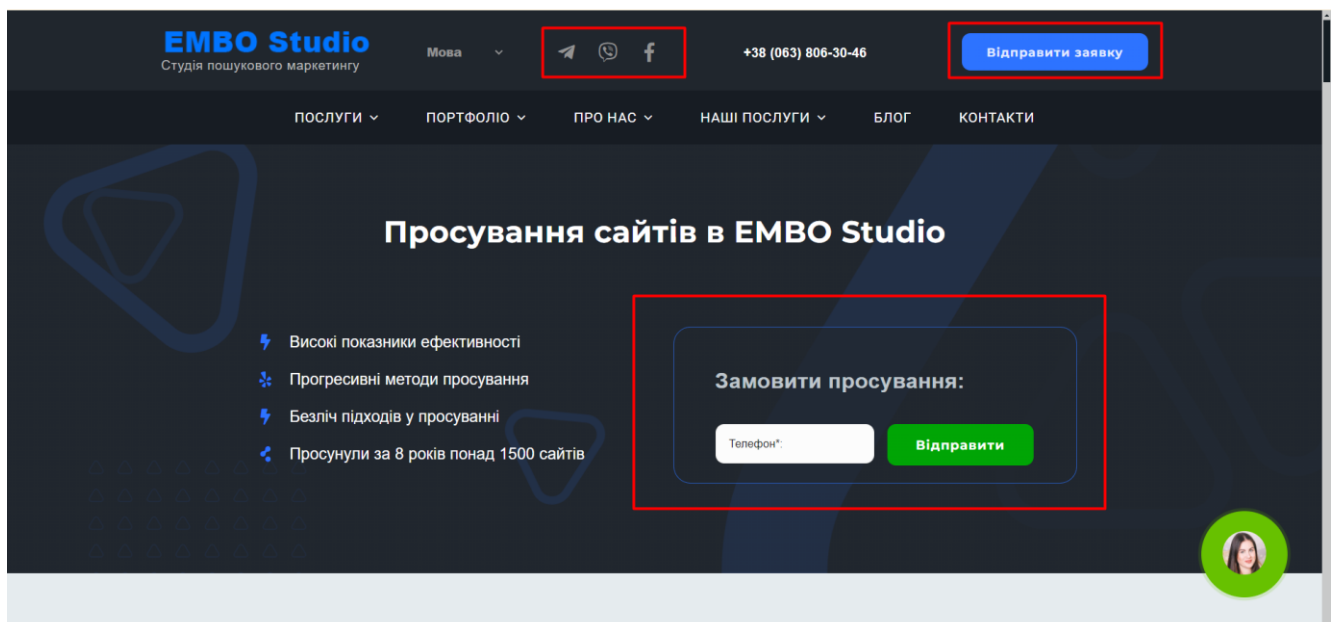 EMBO Studio
Студія пошукового маркетингу
Мова
+38 (063) 806-30-46
Відправити заявку
ПОСЛУГИ
ПОРТФОЛІО
ПРО НАС
НАШІ ПОСЛУГИ
БЛОГ
КОНТАКТИ
Просування сайтів в EMBO Studio
Високі показники ефективності
Прогресивні методи просування
Безліч підходів у просуванні
Просунули за 8 років понад 1500 сайтів
Замовити просування:
Телефон*:
Відправити